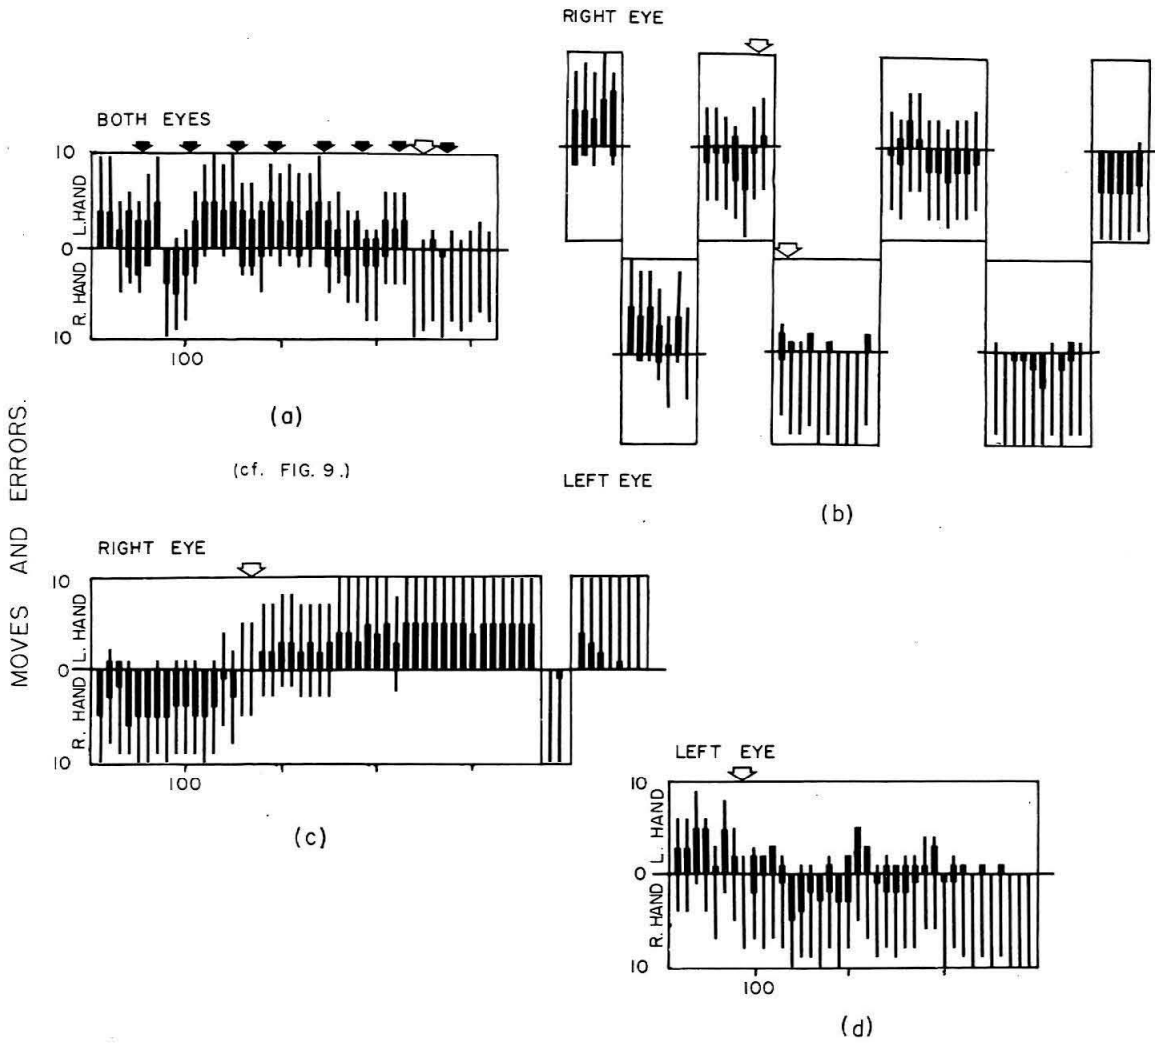 RIGHT EYE
BOTH EYES
10
L. HAND
0
R. HAND
10
100
(a)
(cf. FIG. 9.)
LEFT EYE
(b)
MOVES AND ERRORS.
RIGHT EYE
10
L. HAND
0
R. HAND
10
100
(c)
LEFT EYE
10
L. HAND
0
R. HAND
10
100
(d)